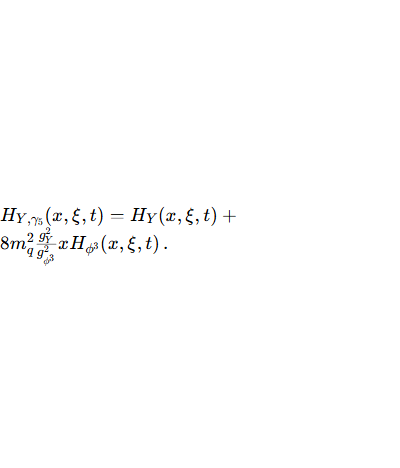 $H_{Y,\gamma_5}(x,\xi,t) = H_Y(x,\xi,t) +$
$8m_q^2 \frac{g_Y^2}{g_{\phi^3}^2} x H_{\phi^3}(x,\xi,t)\,.$